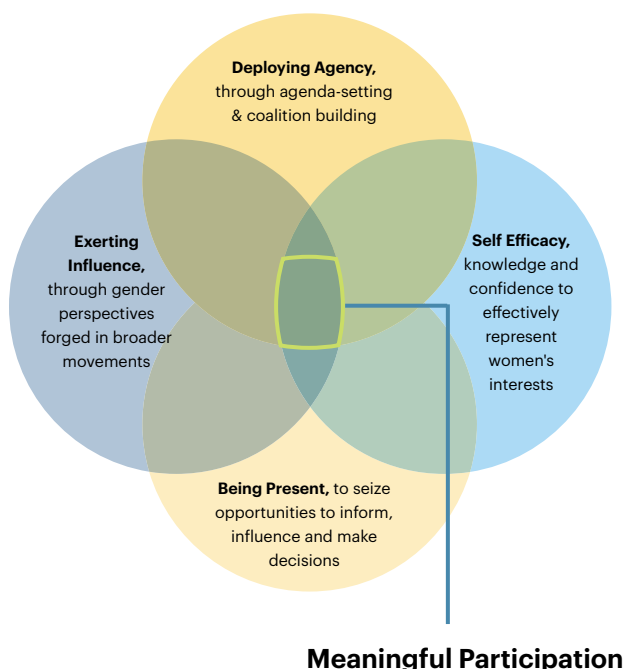 Deploying Agency,
through agenda-setting
& coalition building
Exerting
Influence,
through gender
perspectives
forged in broader
movements
Self Efficacy,
knowledge and
confidence to
effectively
represent
women's
interests
Being Present, to seize
opportunities to inform,
influence and make
decisions
Meaningful Participation